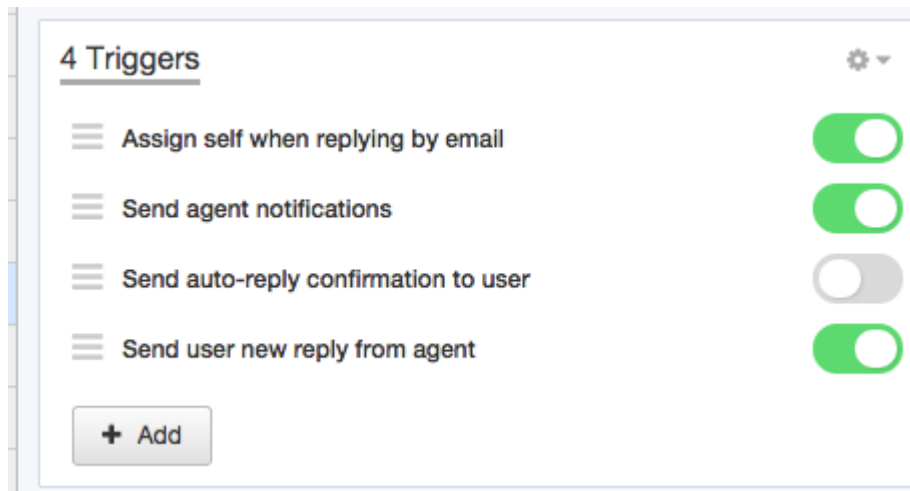 4 Triggers
Assign self when replying by email
Send agent notifications
Send auto-reply confirmation to user
Send user new reply from agent
+ Add